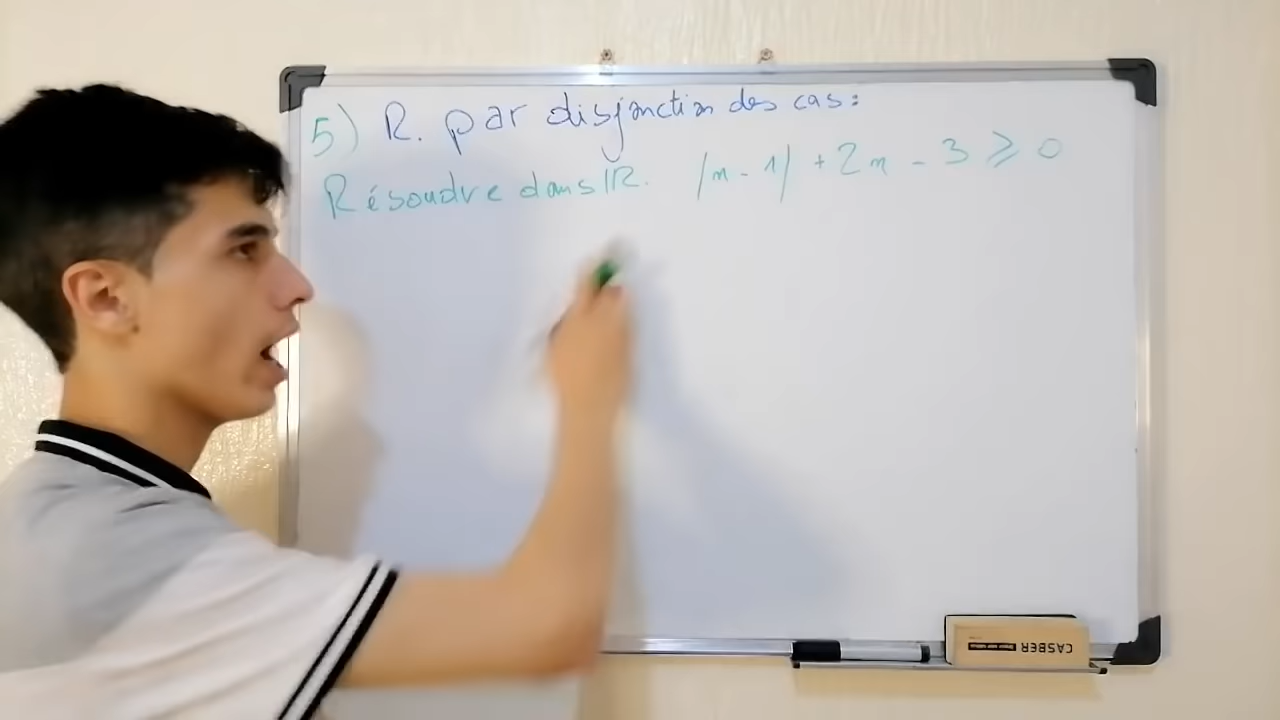 5) R. par disjonction des cas:
Résoudre dans IR. |x - 1| + 2x - 3 ⩾ 0
CASBER